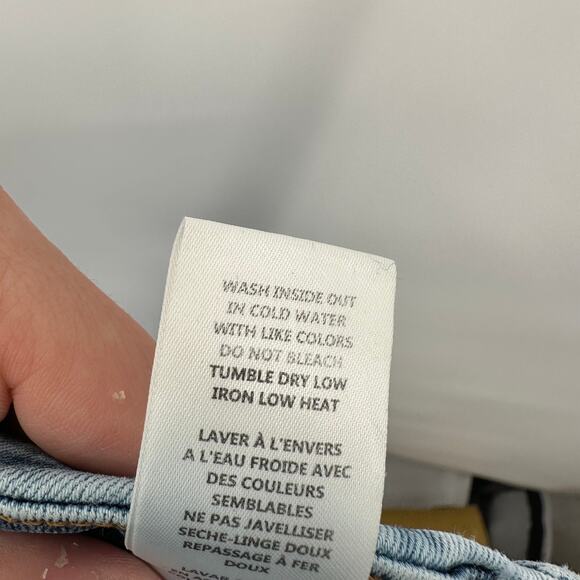 WASH INSIDE OUT
IN COLD WATER
WITH LIKE COLORS
DO NOT BLEACH
TUMBLE DRY LOW
IRON LOW HEAT
LAVER À L'ENVERS
A L'EAU FROIDE AVEC
DES COULEURS
SEMBLABLES
NE PAS JAVELLISER
SECHE-LINGE DOUX
REPASSAGE À FER
DOUX
LAVAR